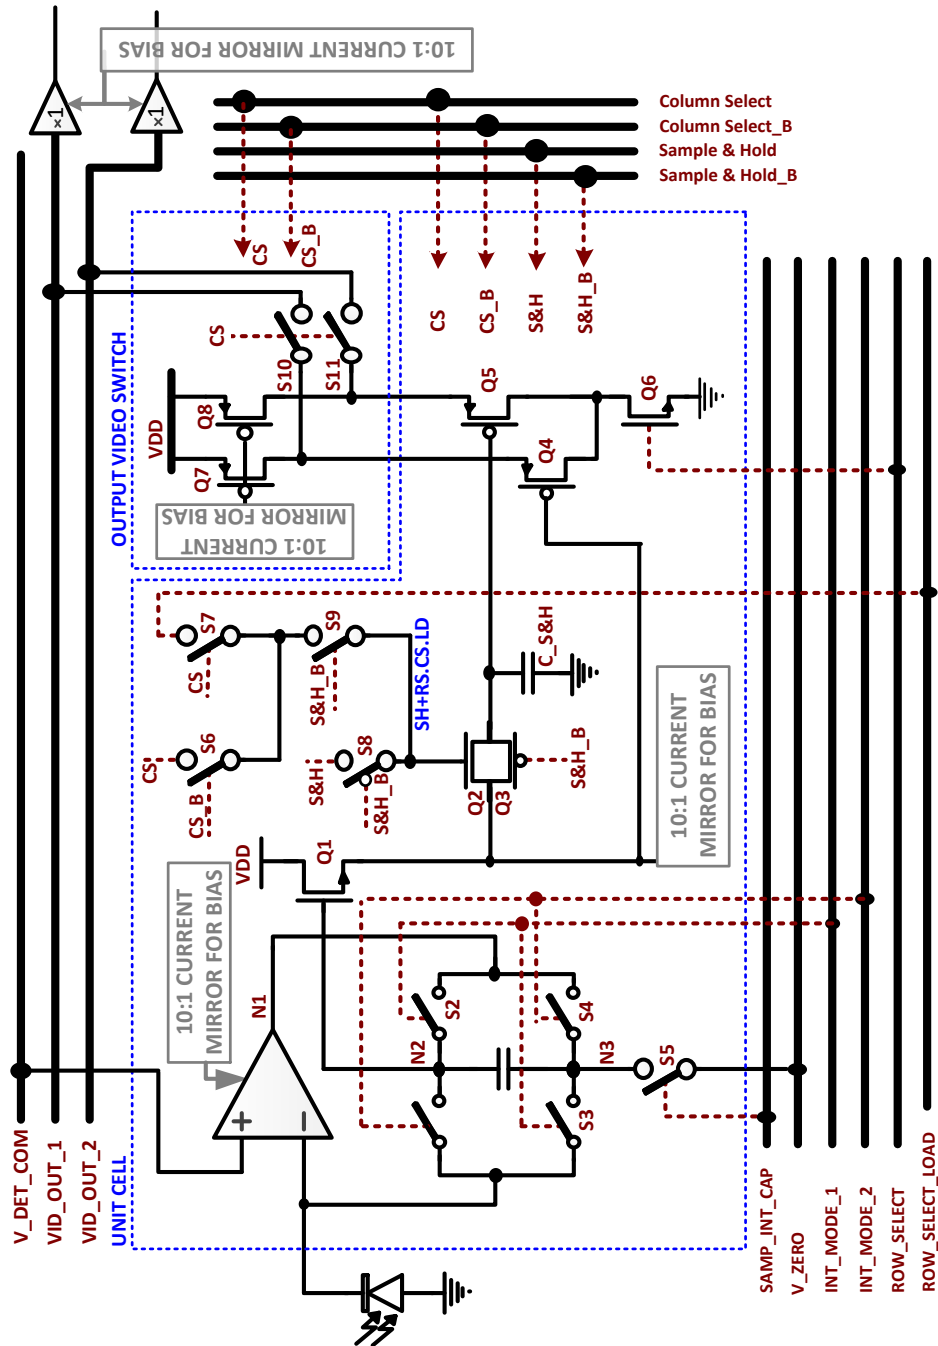 10:1 CURRENT MIRROR FOR BIAS
×1
×1
Column Select
Column Select_B
Sample & Hold
Sample & Hold_B
CS
CS_B
CS
CS_B
S&H
S&H_B
OUTPUT VIDEO SWITCH
VDD
Q8
Q7
CS
S10
S11
10:1 CURRENT
MIRROR FOR BIAS
Q5
Q4
Q6
S7
CS
S9
S&H_B
SH+RS.CS.LD
C_S&H
CS
S6
CS_B
S&H
S8
S&H_B
Q2
Q3
S&H_B
10:1 CURRENT
MIRROR FOR BIAS
VDD
Q1
10:1 CURRENT
MIRROR FOR BIAS
N1
+
−
S2
N2
S4
N3
S3
S5
V_DET_COM
VID_OUT_1
VID_OUT_2
UNIT CELL
SAMP_INT_CAP
V_ZERO
INT_MODE_1
INT_MODE_2
ROW_SELECT
ROW_SELECT_LOAD